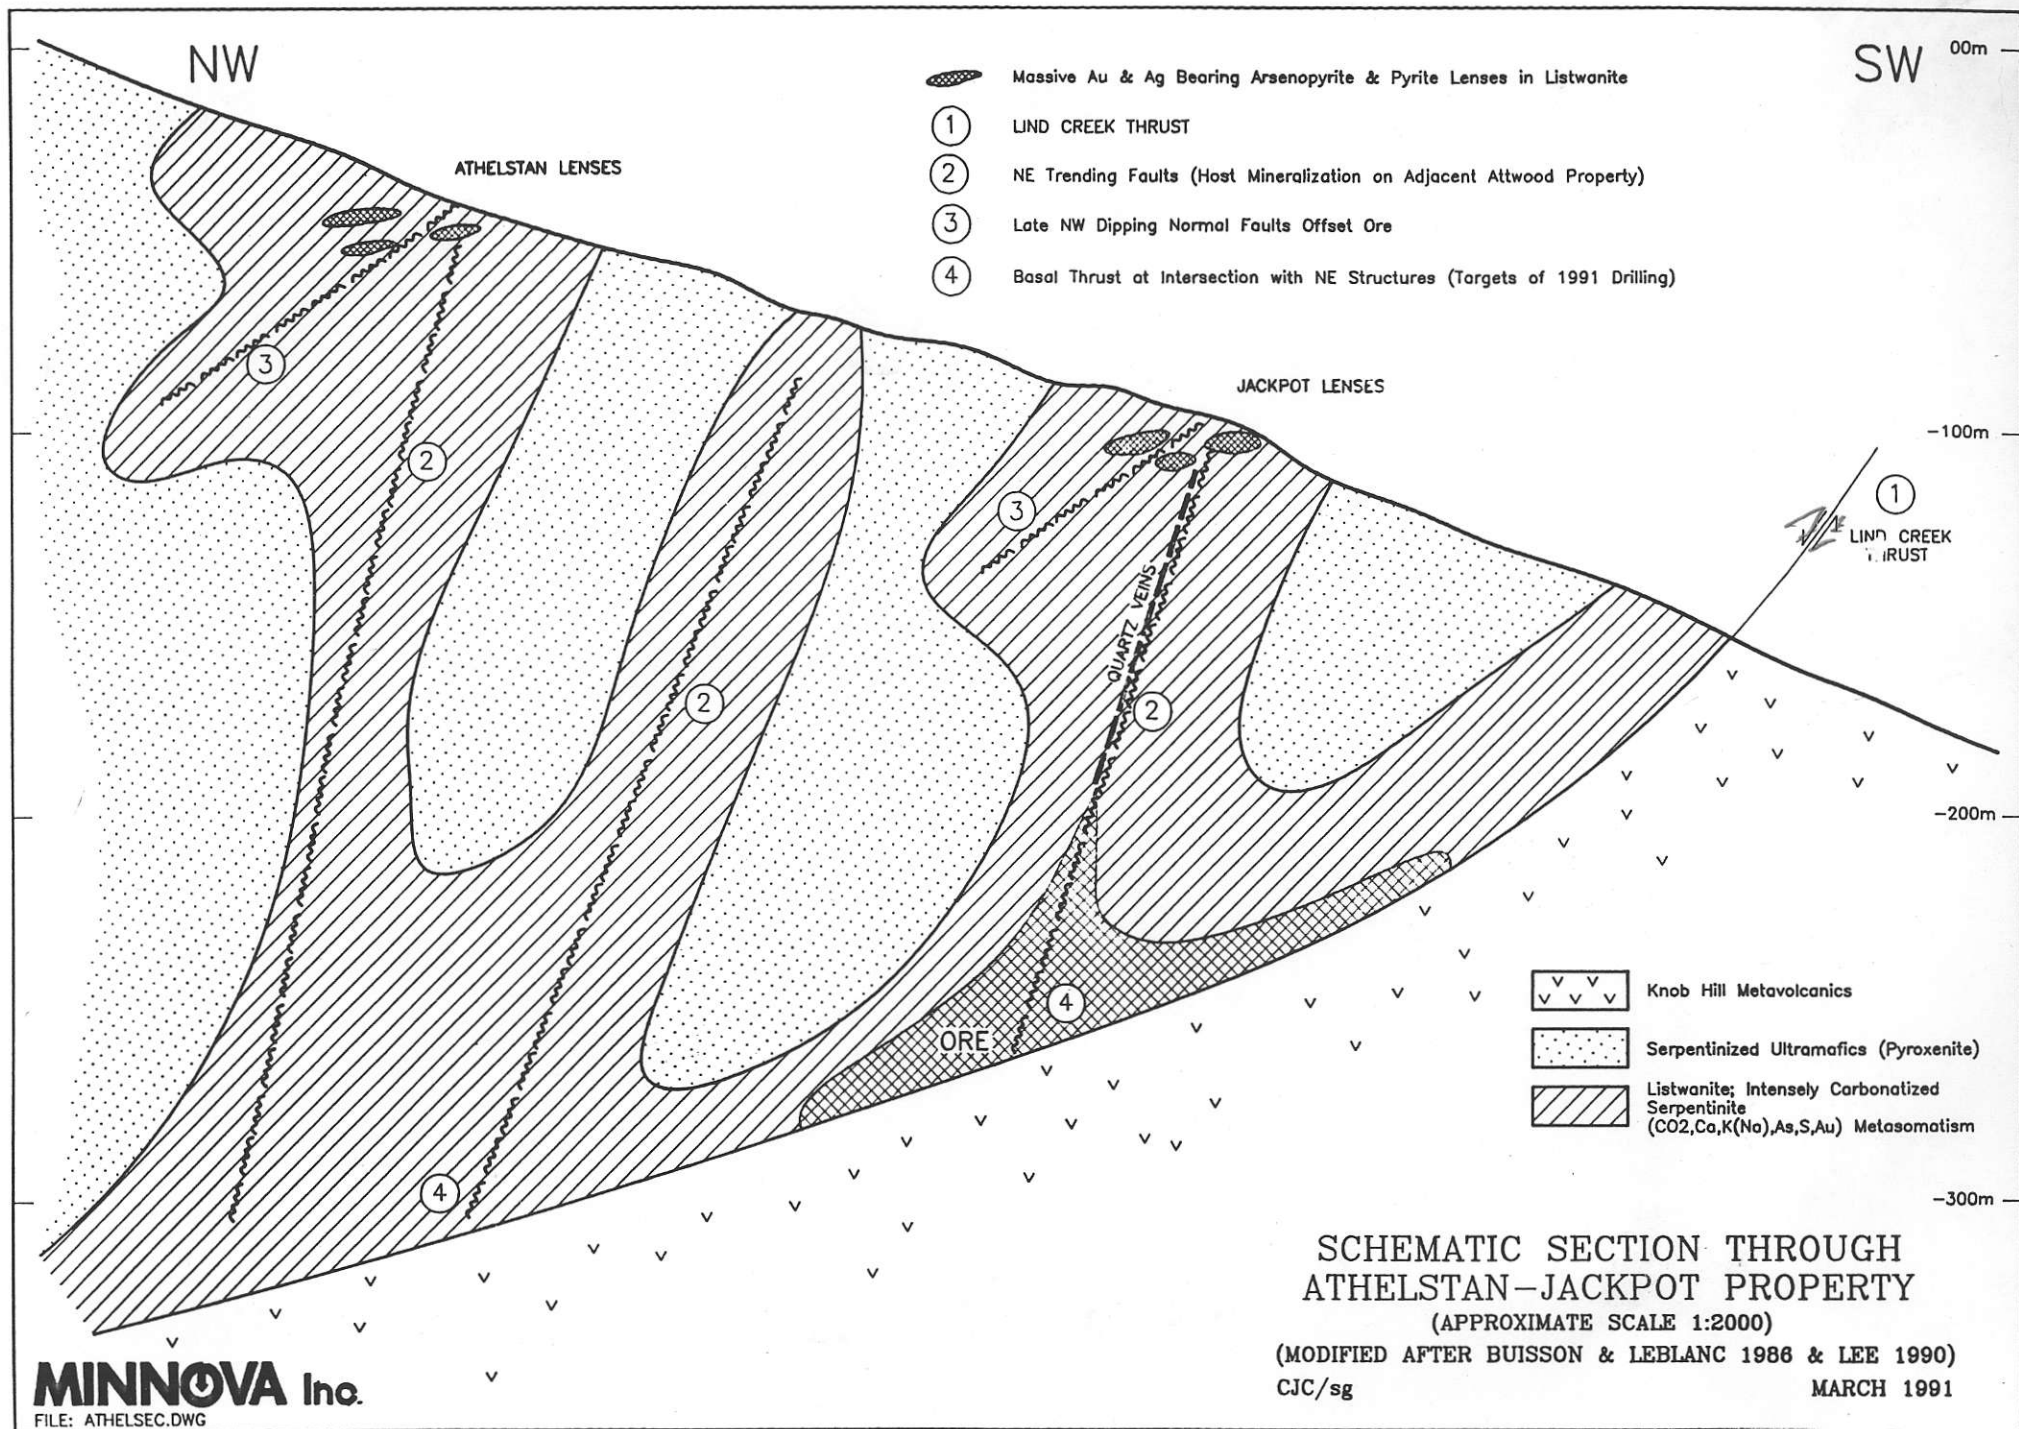 NW
SW
00m
Massive Au & Ag Bearing Arsenopyrite & Pyrite Lenses in Listwanite
1 LIND CREEK THRUST
2 NE Trending Faults (Host Mineralization on Adjacent Attwood Property)
3 Late NW Dipping Normal Faults Offset Ore
4 Basal Thrust at Intersection with NE Structures (Targets of 1991 Drilling)
ATHELSTAN LENSES
3
2
JACKPOT LENSES
-100m
1
LIND CREEK
THRUST
3
QUARTZ VEINS
2
2
-200m
4
ORE
4
Knob Hill Metavolcanics
Serpentinized Ultramafics (Pyroxenite)
Listwanite; Intensely Carbonatized
Serpentinite
(CO2,Ca,K(Na),As,S,Au) Metasomatism
-300m
SCHEMATIC SECTION THROUGH
ATHELSTAN-JACKPOT PROPERTY
(APPROXIMATE SCALE 1:2000)
(MODIFIED AFTER BUISSON & LEBLANC 1986 & LEE 1990)
CJC/sg MARCH 1991
MINNOVA Inc.
FILE: ATHELSEC.DWG